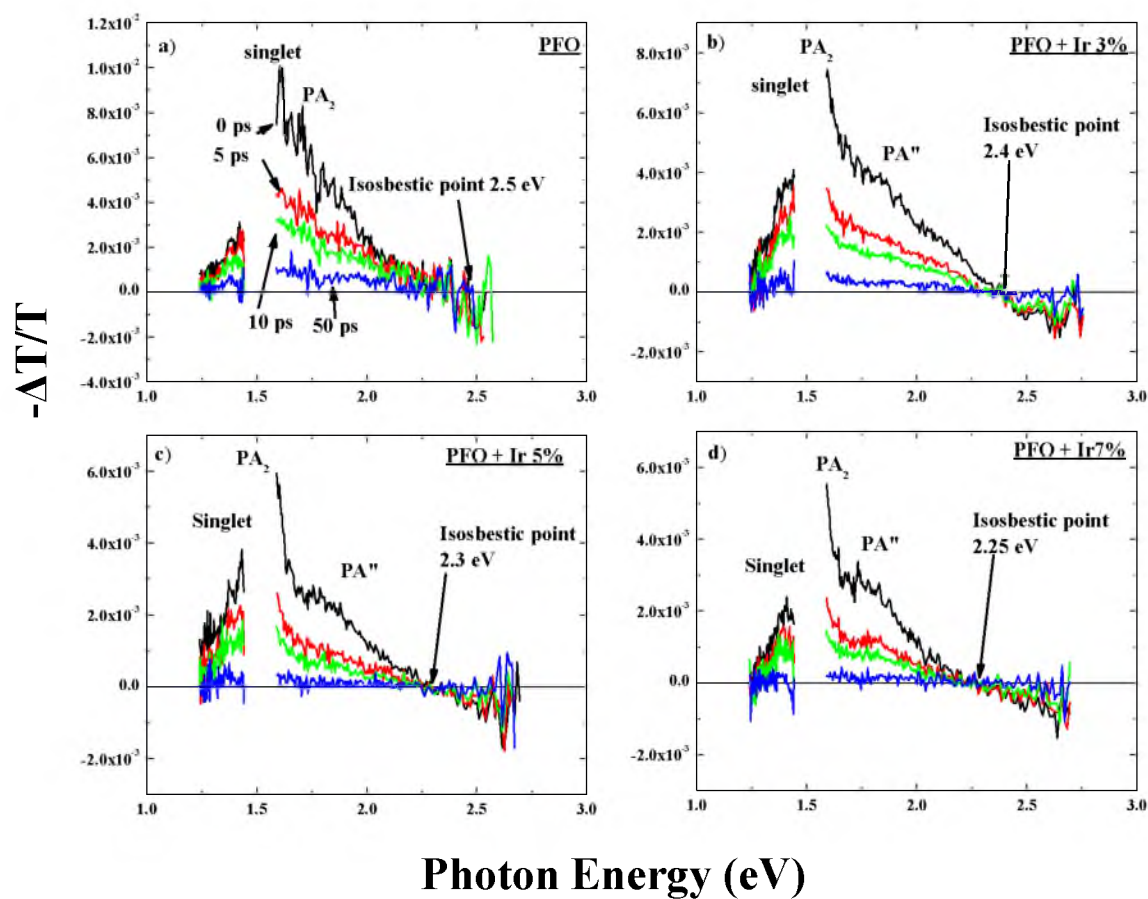 -ΔT/T
a)
PFO
singlet
PA2
0 ps
5 ps
Isosbestic point 2.5 eV
10 ps
50 ps
1.2x10⁻²
1.0x10⁻²
8.0x10⁻³
6.0x10⁻³
4.0x10⁻³
2.0x10⁻³
0.0
-2.0x10⁻³
-4.0x10⁻³
1.0 1.5 2.0 2.5 3.0
b)
PFO + Ir 3%
PA2
singlet
PA"
Isosbestic point
2.4 eV
8.0x10⁻³
6.0x10⁻³
4.0x10⁻³
2.0x10⁻³
0.0
-2.0x10⁻³
1.0 1.5 2.0 2.5 3.0
c)
PFO + Ir 5%
PA2
Singlet
PA"
Isosbestic point
2.3 eV
6.0x10⁻³
4.0x10⁻³
2.0x10⁻³
0.0
-2.0x10⁻³
1.0 1.5 2.0 2.5 3.0
d)
PFO + Ir7%
PA2
Singlet
PA"
Isosbestic point
2.25 eV
6.0x10⁻³
4.0x10⁻³
2.0x10⁻³
0.0
-2.0x10⁻³
1.0 1.5 2.0 2.5 3.0
Photon Energy (eV)